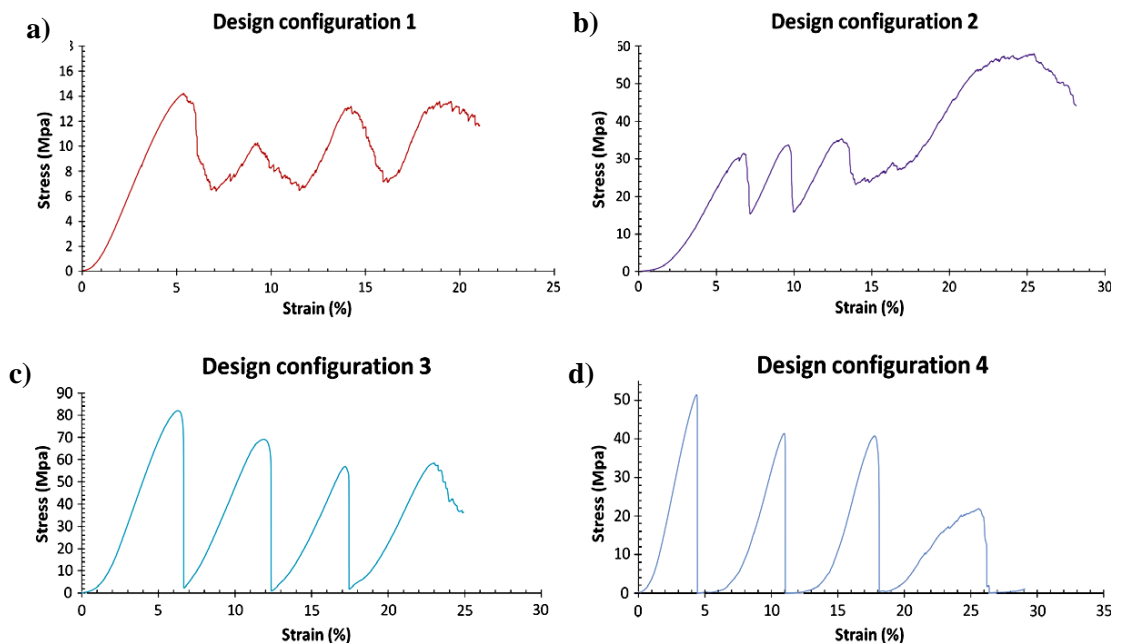 a)
Design configuration 1
16
14
12
10
8
6
4
2
0
Stress (Mpa)
0 5 10 15 20 25
Strain (%)
b)
Design configuration 2
50
40
30
20
10
0
Stress (Mpa)
0 5 10 15 20 25 30
Strain (%)
c)
Design configuration 3
90
80
70
60
50
40
30
20
10
0
Stress (Mpa)
0 5 10 15 20 25 30
Strain (%)
d)
Design configuration 4
50
40
30
20
10
0
Stress (Mpa)
0 5 10 15 20 25 30 35
Strain (%)